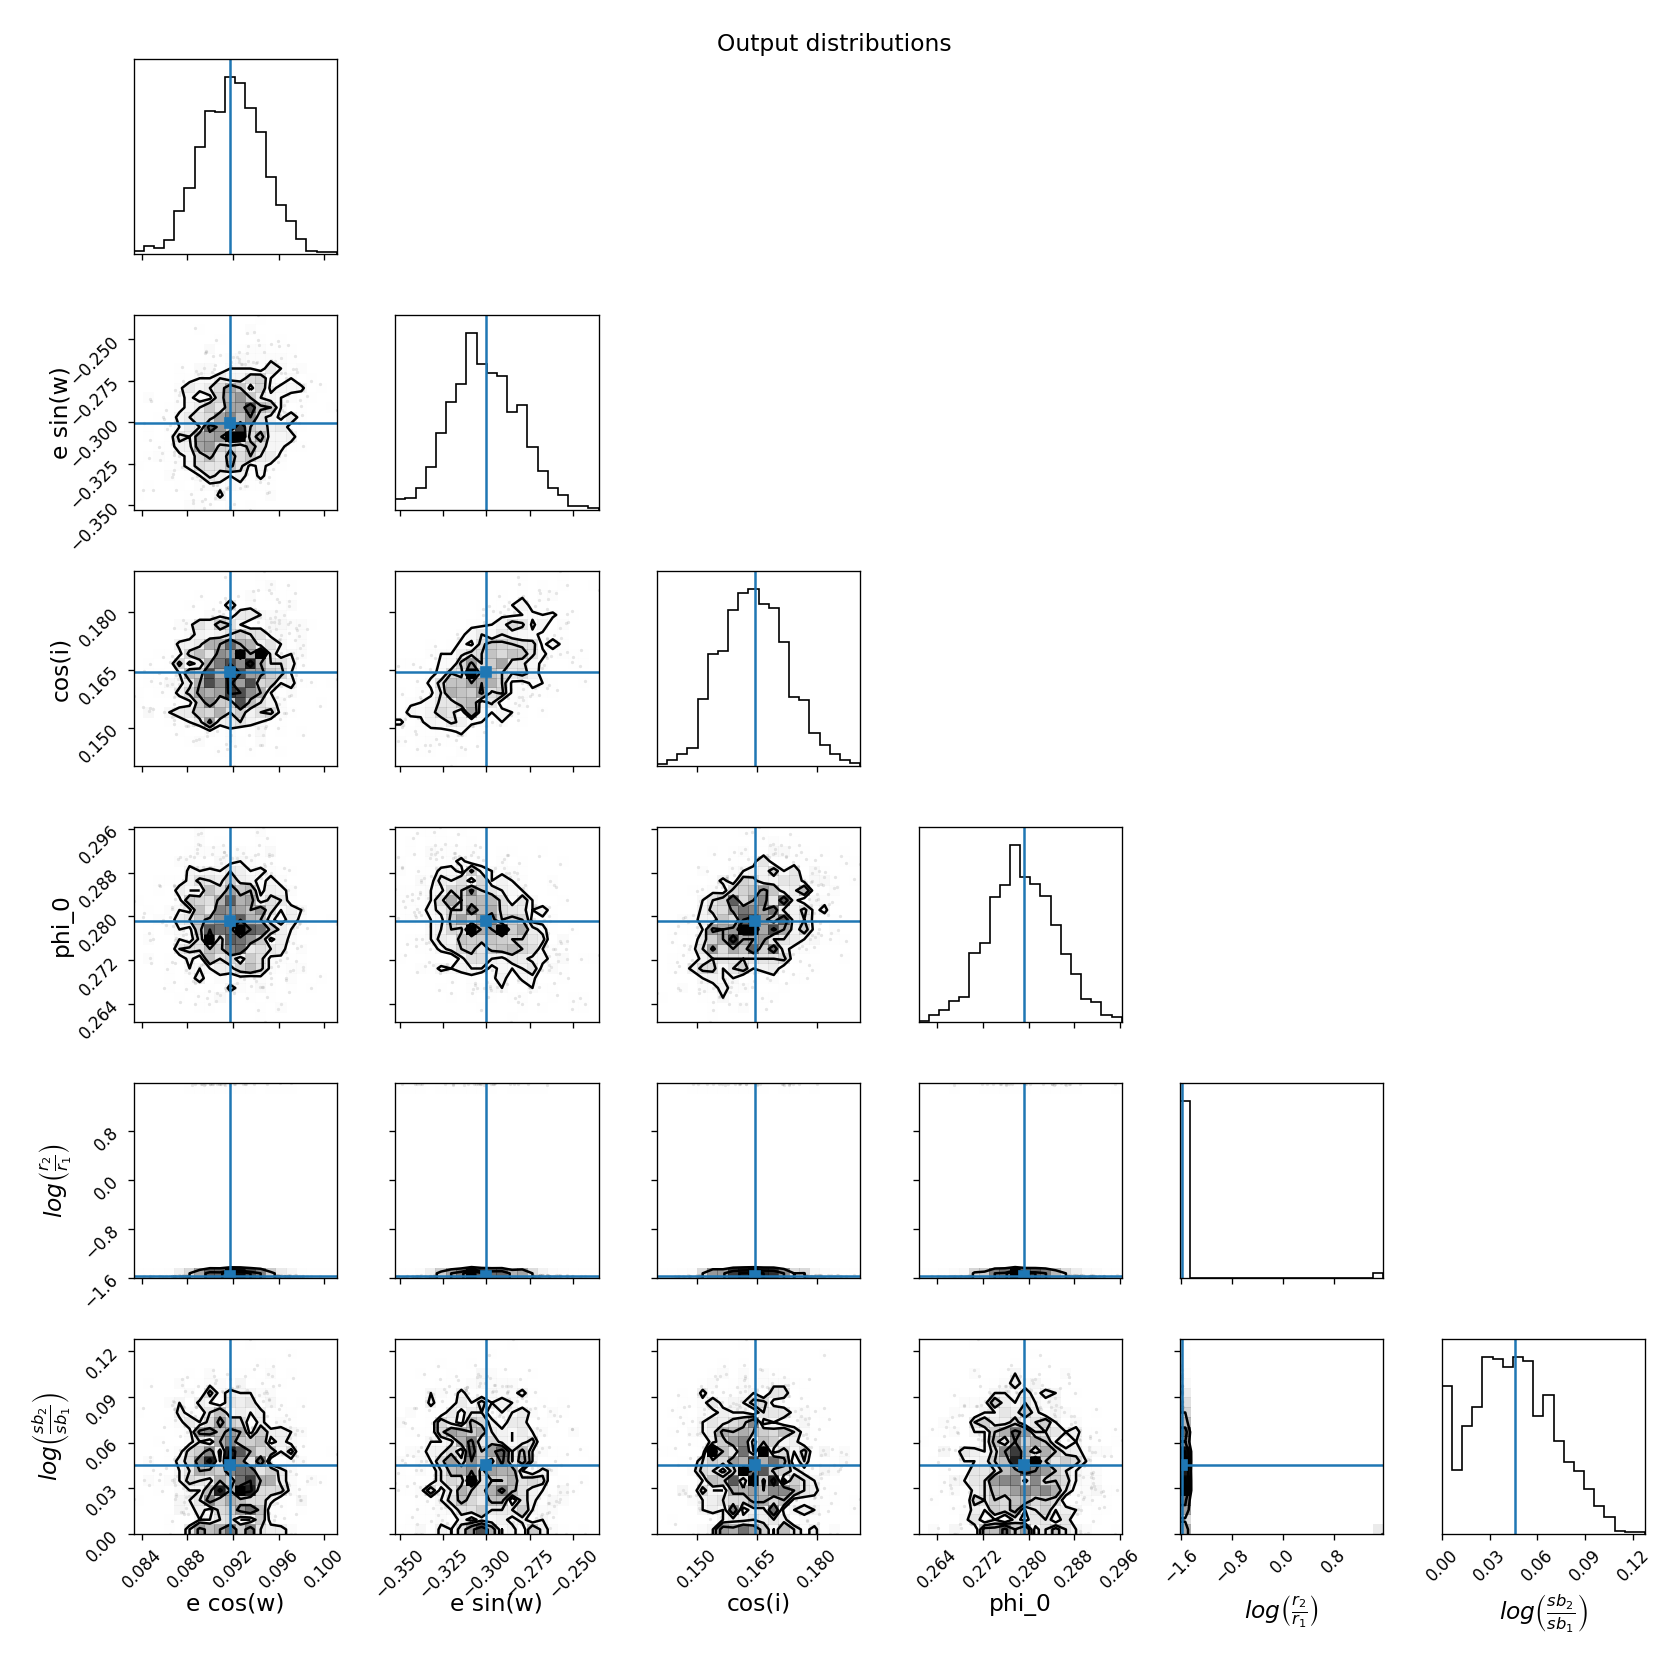 Output distributions
e sin(w)
−0.250
−0.275
−0.300
−0.325
−0.350
cos(i)
0.180
0.165
0.150
phi_0
0.296
0.288
0.280
0.272
0.264
log(r2/r1)
0.8
0.0
−0.8
−1.6
log(sb2/sb1)
0.12
0.09
0.06
0.03
0.00
0.084 0.088 0.092 0.096 0.100
−0.350 −0.325 −0.300 −0.275 −0.250
0.150 0.165 0.180
0.264 0.272 0.280 0.288 0.296
−1.6 −0.8 0.0 0.8
0.00 0.03 0.06 0.09 0.12
e cos(w)
e sin(w)
cos(i)
phi_0
log(r2/r1)
log(sb2/sb1)